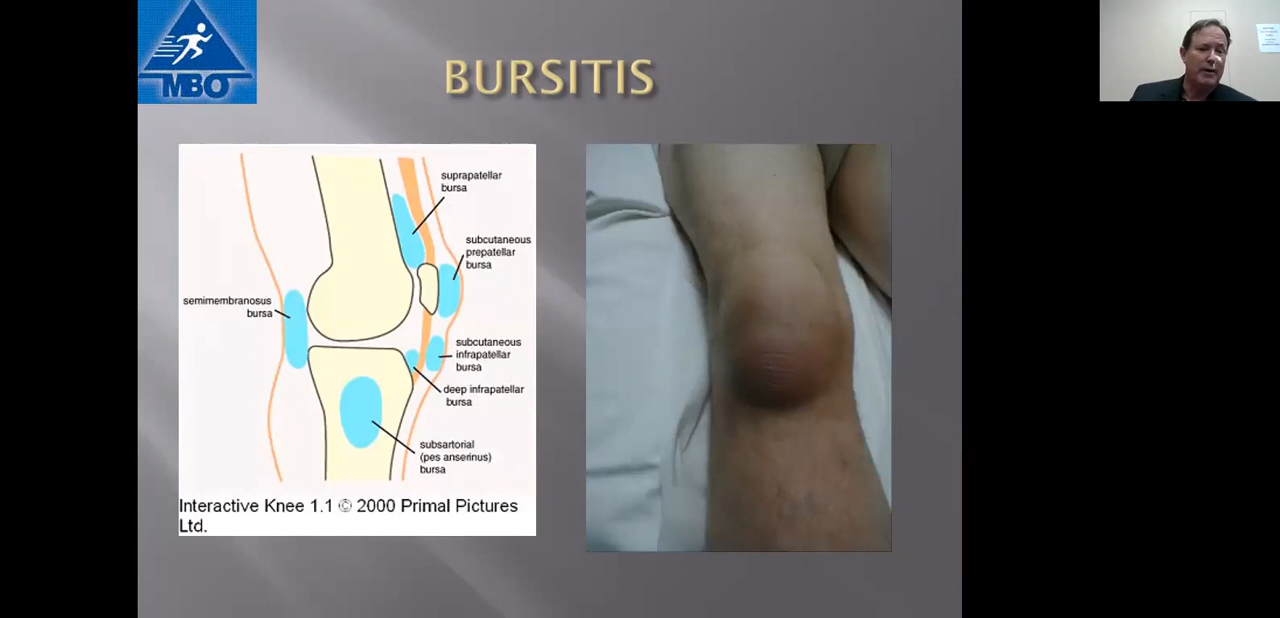 MBO
BURSITIS
suprapatellar
bursa
subcutaneous
prepatellar
bursa
semimembranosus
bursa
subcutaneous
infrapatellar
bursa
deep infrapatellar
bursa
subsartorial
(pes anserinus)
bursa
Interactive Knee 1.1 © 2000 Primal Pictures
Ltd.